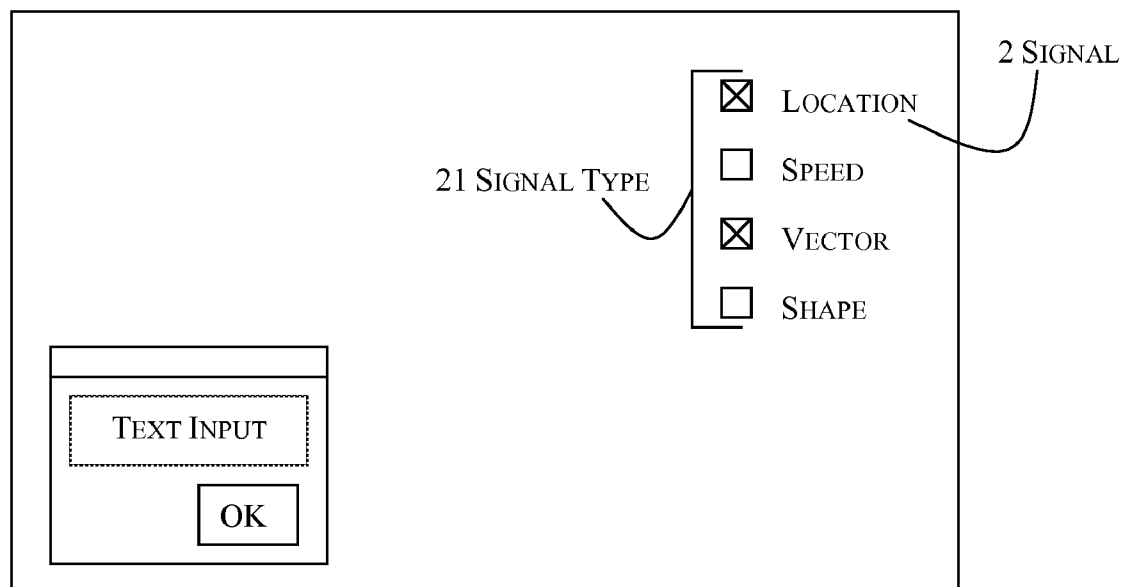 2 SIGNAL
LOCATION
SPEED
21 SIGNAL TYPE
VECTOR
SHAPE
TEXT INPUT
OK